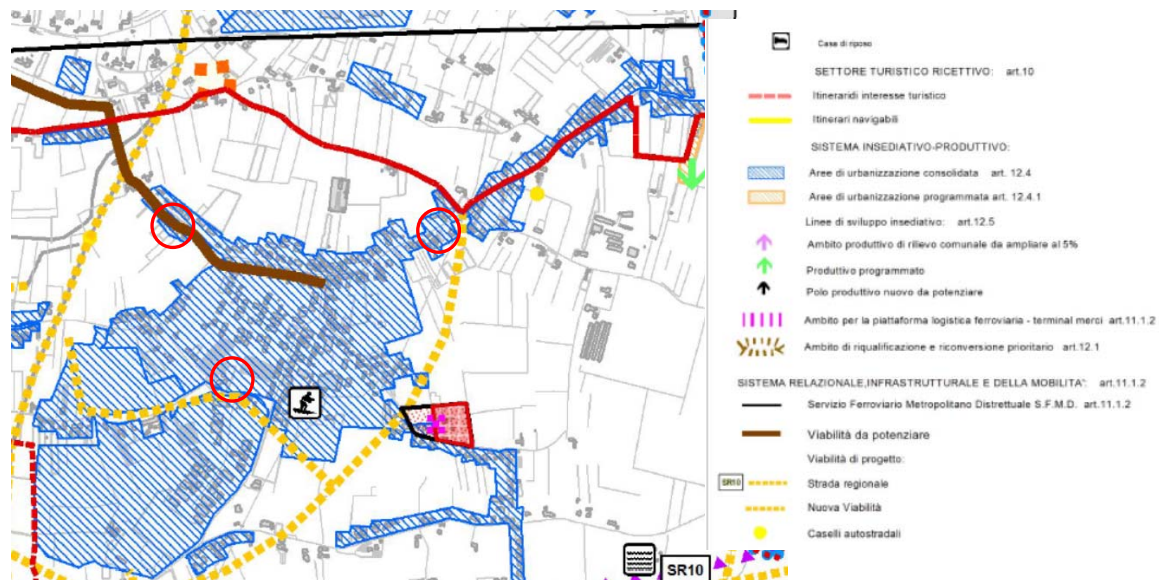 Case di riposo
SETTORE TURISTICO RICETTIVO: art.10
Itineraridi interesse turistico
Itinerari navigabili
SISTEMA INSEDIATIVO-PRODUTTIVO:
Aree di urbanizzazione consolidata art. 12.4
Aree di urbanizzazione programmata art. 12.4.1
Linee di sviluppo insediativo: art.12.5
Ambito produttivo di rilievo comunale da ampliare al 5%
Produttivo programmato
Polo produttivo nuovo da potenziare
Ambito per la piattaforma logistica ferroviaria - terminal merci art.11.1.2
Ambito di riqualificazione e riconversione prioritario art.12.1
SISTEMA RELAZIONALE,INFRASTRUTTURALE E DELLA MOBILITA': art.11.1.2
Servizio Ferroviario Metropolitano Distrettuale S.F.M.D. art.11.1.2
Viabilità da potenziare
Viabilità di progetto:
SR10 Strada regionale
Nuova Viabilità
Caselli autostradali
SR10